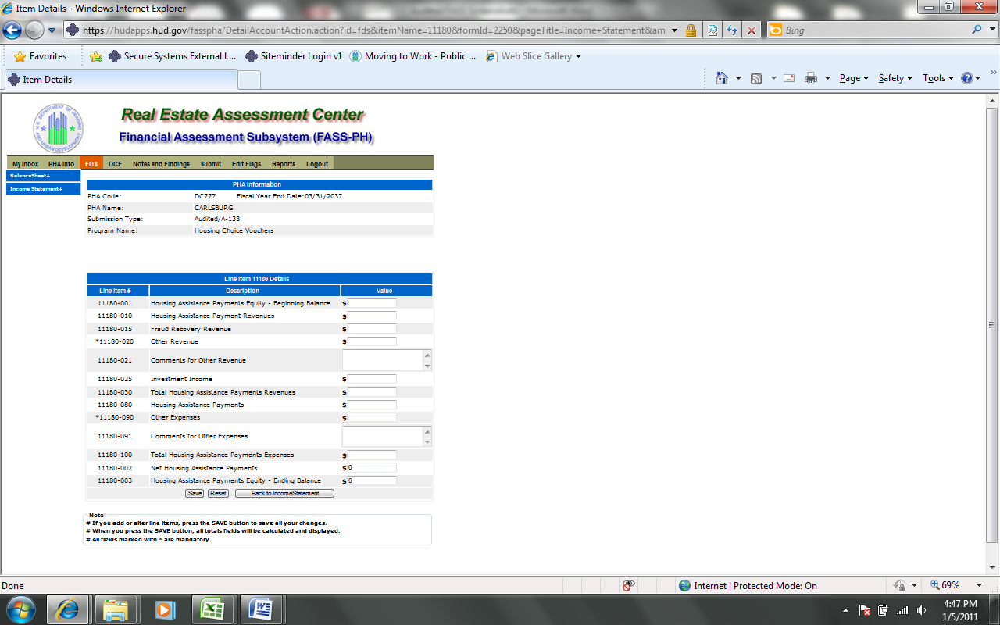 Item Details - Windows Internet Explorer
https://hudapps.hud.gov/fasspha/DetailAccountAction.action?id=fds&itemName=11180&formId=2250&pageTitle=Income+Statement&am
Bing
Favorites
Secure Systems External L...
Siteminder Login v1
Moving to Work - Public ...
Web Slice Gallery
Item Details
Page
Safety
Tools
U.S. DEPARTMENT OF HOUSING AND URBAN DEVELOPMENT
Real Estate Assessment Center
Financial Assessment Subsystem (FASS-PH)
My Inbox PHA Info FDS DCF Notes and Findings Submit Edit Flags Reports Logout
BalanceSheet+
Income Statement+
PHA Information
PHA Code: DC777 Fiscal Year End Date:03/31/2037
PHA Name: CARLSBURG
Submission Type: Audited/A-133
Program Name: Housing Choice Vouchers
Line Item 11180 Details
Line Item # Description Value
11180-001 Housing Assistance Payments Equity - Beginning Balance $
11180-010 Housing Assistance Payment Revenues $
11180-015 Fraud Recovery Revenue $
*11180-020 Other Revenue $
11180-021 Comments for Other Revenue
11180-025 Investment Income $
11180-030 Total Housing Assistance Payments Revenues $
11180-080 Housing Assistance Payments $
*11180-090 Other Expenses $
11180-091 Comments for Other Expenses
11180-100 Total Housing Assistance Payments Expenses $
11180-002 Net Housing Assistance Payments $ 0
11180-003 Housing Assistance Payments Equity - Ending Balance $ 0
Save Reset Back to IncomeStatement
Note:
# If you add or alter line items, press the SAVE button to save all your changes.
# When you press the SAVE button, all totals fields will be calculated and displayed.
# All fields marked with * are mandatory.
Done
Internet | Protected Mode: On
69%
4:47 PM
1/5/2011